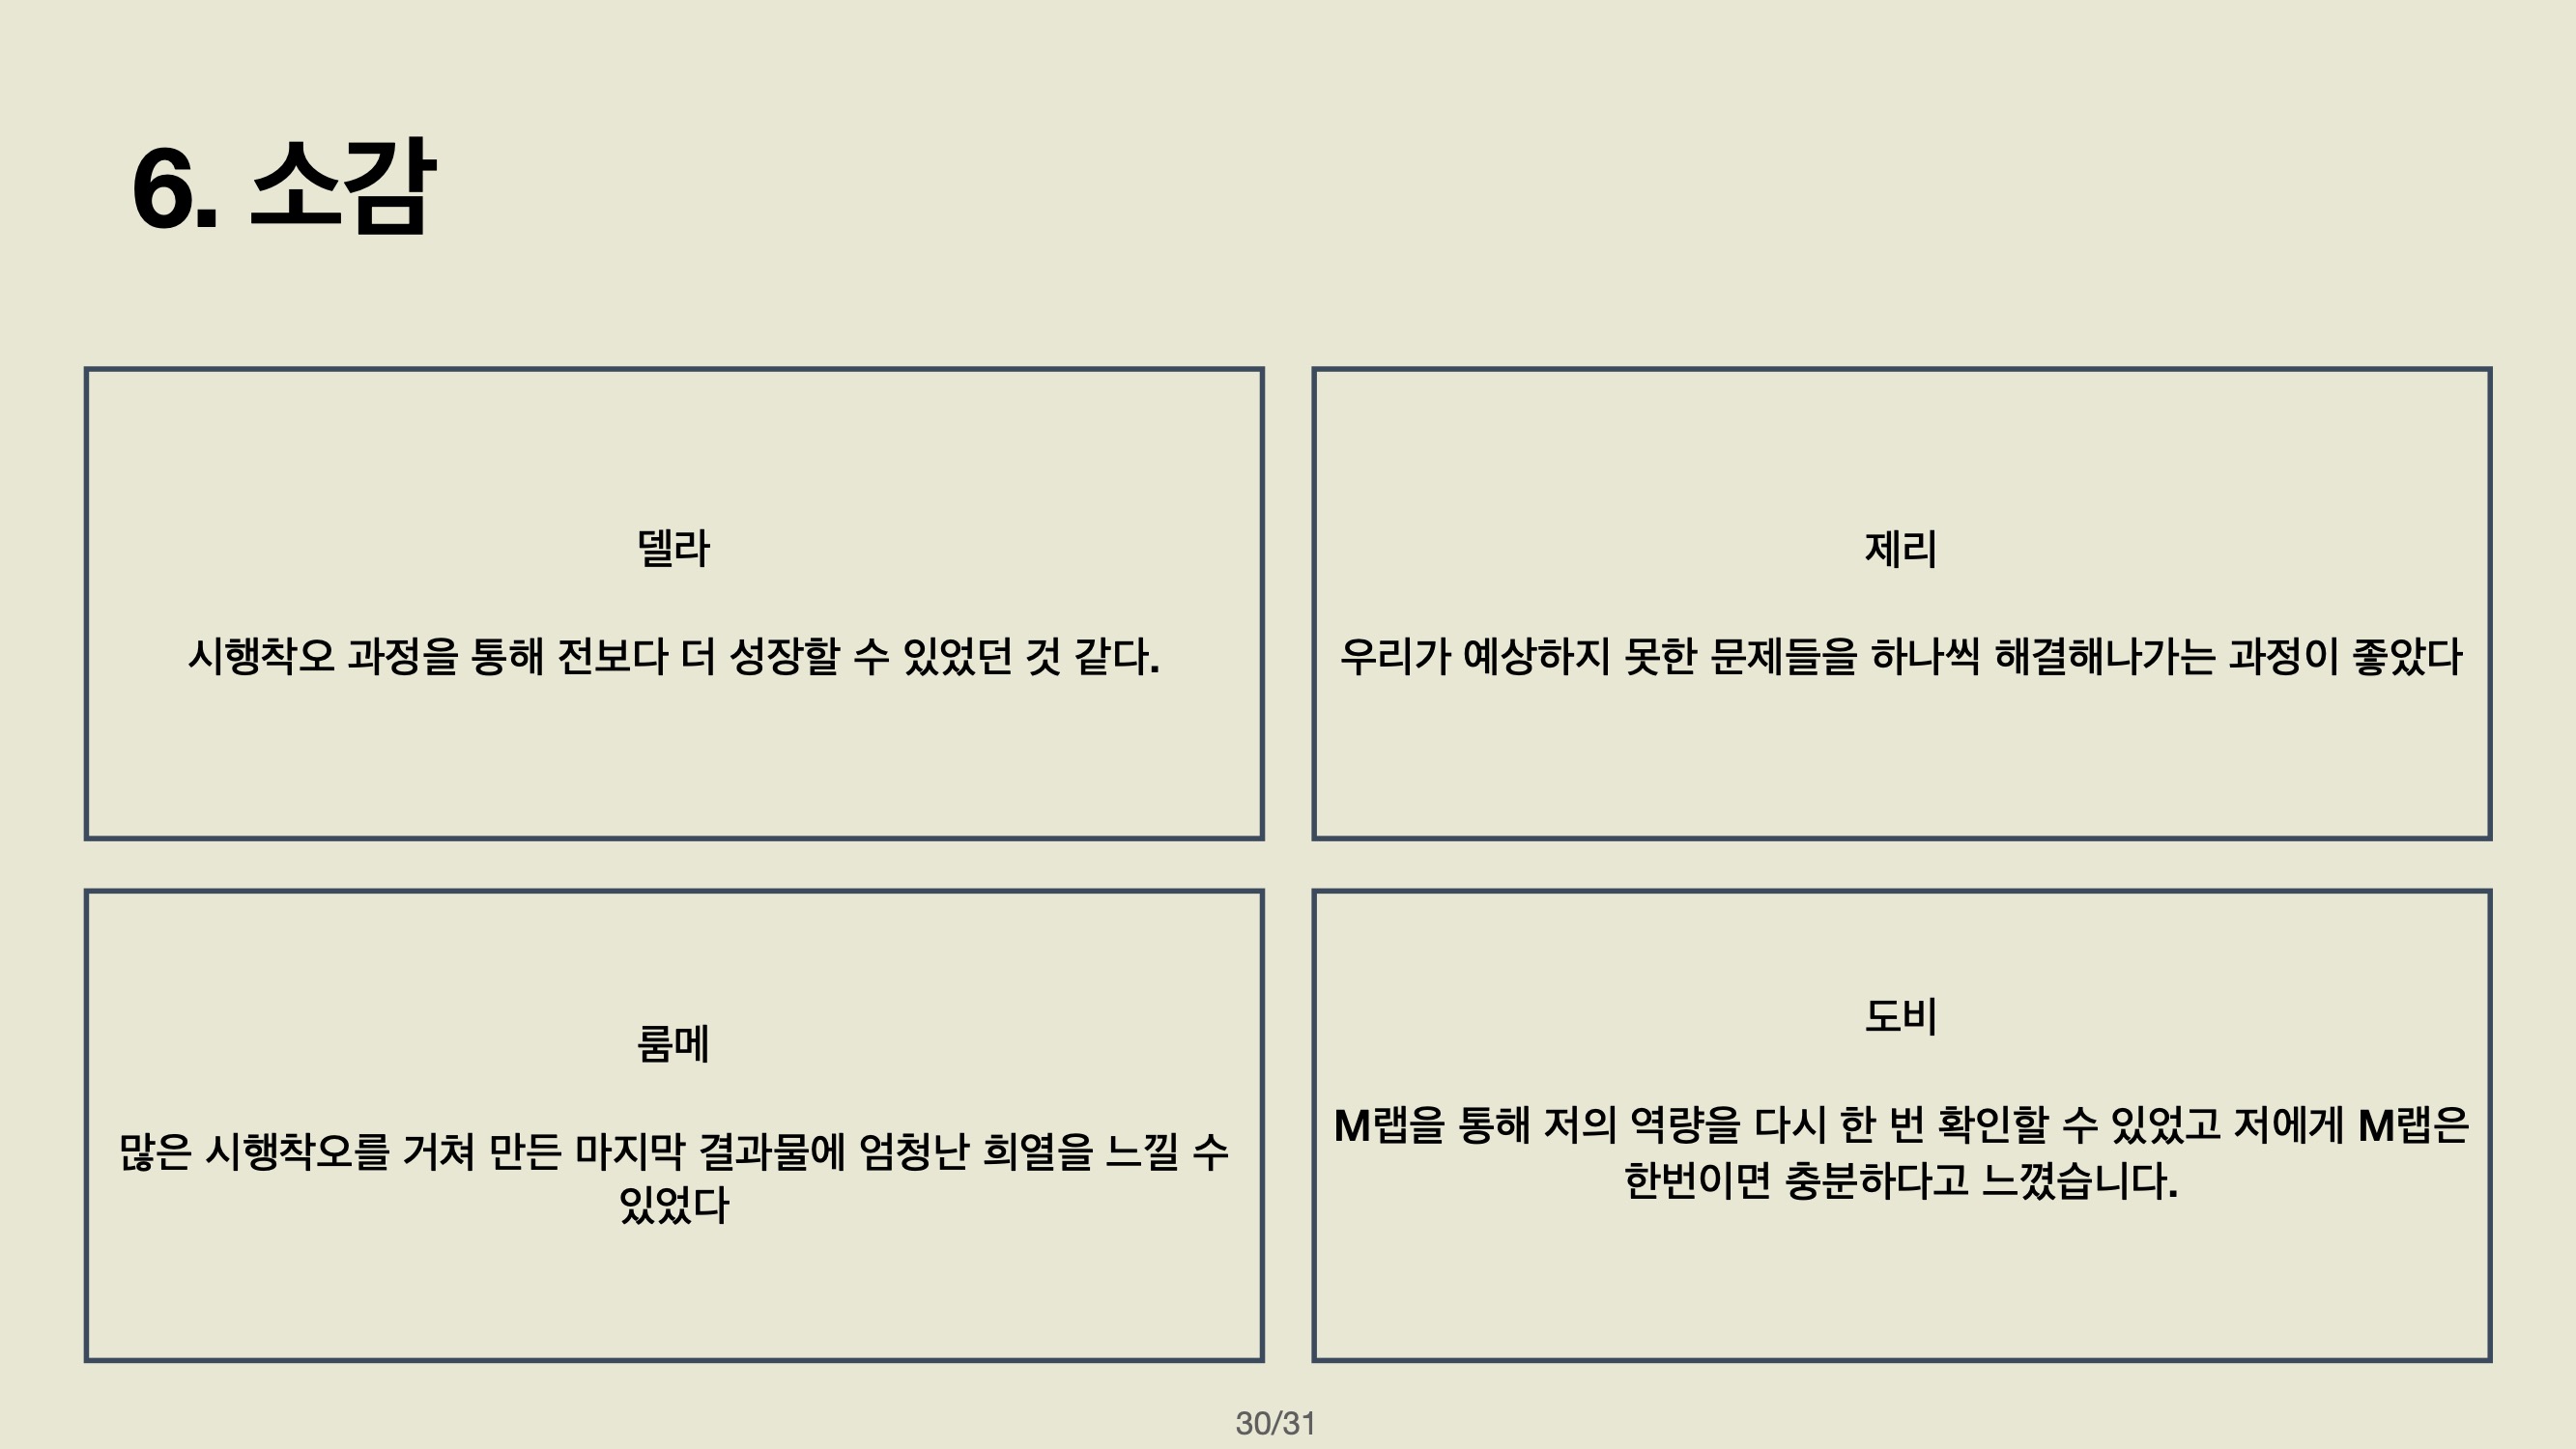 6. 소감
델라
시행착오 과정을 통해 전보다 더 성장할 수 있었던 것 같다.
제리
우리가 예상하지 못한 문제들을 하나씩 해결해나가는 과정이 좋았다
룸메
많은 시행착오를 거쳐 만든 마지막 결과물에 엄청난 희열을 느낄 수
있었다
도비
M랩을 통해 저의 역량을 다시 한 번 확인할 수 있었고 저에게 M랩은
한번이면 충분하다고 느꼈습니다.
30/31